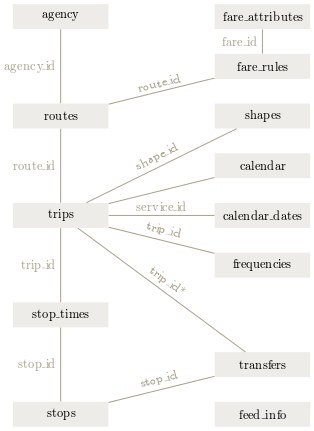 agency
fare_attributes
agency_id
fare_id
fare_rules
route_id
routes
shapes
shape_id
route_id
calendar
trips
service_id
calendar_dates
trip_id
trip_id
frequencies
trip_id*
stop_times
stop_id
stop_id
transfers
stops
feed_info